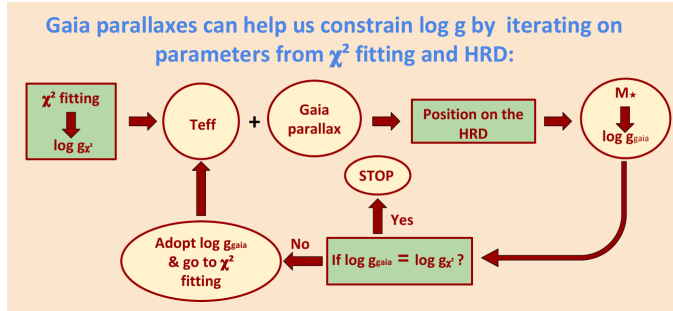 Gaia parallaxes can help us constrain log g by iterating on
parameters from χ² fitting and HRD:
χ² fitting
log gχ²
Teff
+
Gaia
parallax
Position on the
HRD
M⋆
log ggaia
STOP
Yes
If log ggaia = log gχ² ?
No
Adopt log ggaia
& go to χ²
fitting